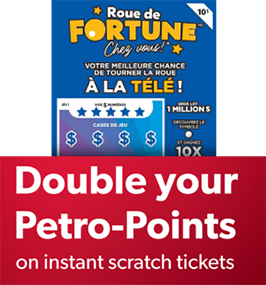 Roue de
10$
FORTUNE
Chez vous!
VOTRE MEILLEURE CHANCE
DE TOURNER LA ROUE
À LA TÉLÉ !
JEU 1
VOS 5 NUMÉROS
CASES DE JEU
$ $ $ $
GROS LOT
1 MILLION $
DÉCOUVREZ LE
SYMBOLE
ET GAGNEZ
10X
Double your
Petro-Points
on instant scratch tickets